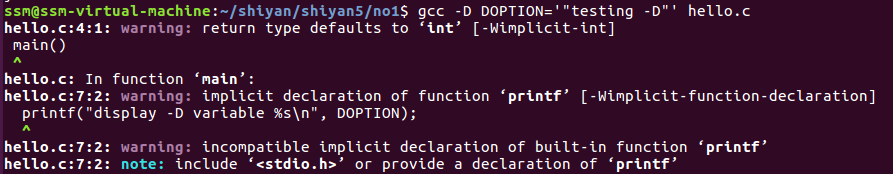 ssm@ssm-virtual-machine:~/shiyan/shiyan5/no1$ gcc -D DOPTION='"testing -D"' hello.c
hello.c:4:1: warning: return type defaults to ‘int’ [-Wimplicit-int]
 main()
 ^
hello.c: In function ‘main’:
hello.c:7:2: warning: implicit declaration of function ‘printf’ [-Wimplicit-function-declaration]
  printf("display -D variable %s\n", DOPTION);
  ^
hello.c:7:2: warning: incompatible implicit declaration of built-in function ‘printf’
hello.c:7:2: note: include ‘<stdio.h>’ or provide a declaration of ‘printf’